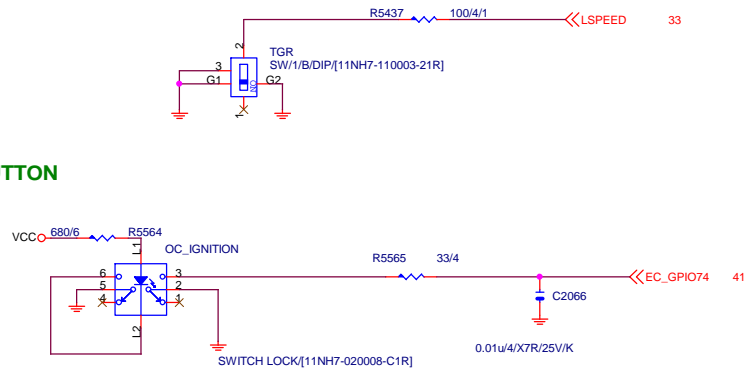 R5437 100/4/1 LSPEED 33
2
TGR
SW/1/B/DIP/[11NH7-110003-21R]
3
G1 G2
ON
1
TTON
VCC 680/6 R5564
L1
OC_IGNITION
R5565 33/4
6 3
EC_GPIO74 41
5 2
4 1
C2066
L2
0.01u/4/X7R/25V/K
SWITCH LOCK/[11NH7-020008-C1R]